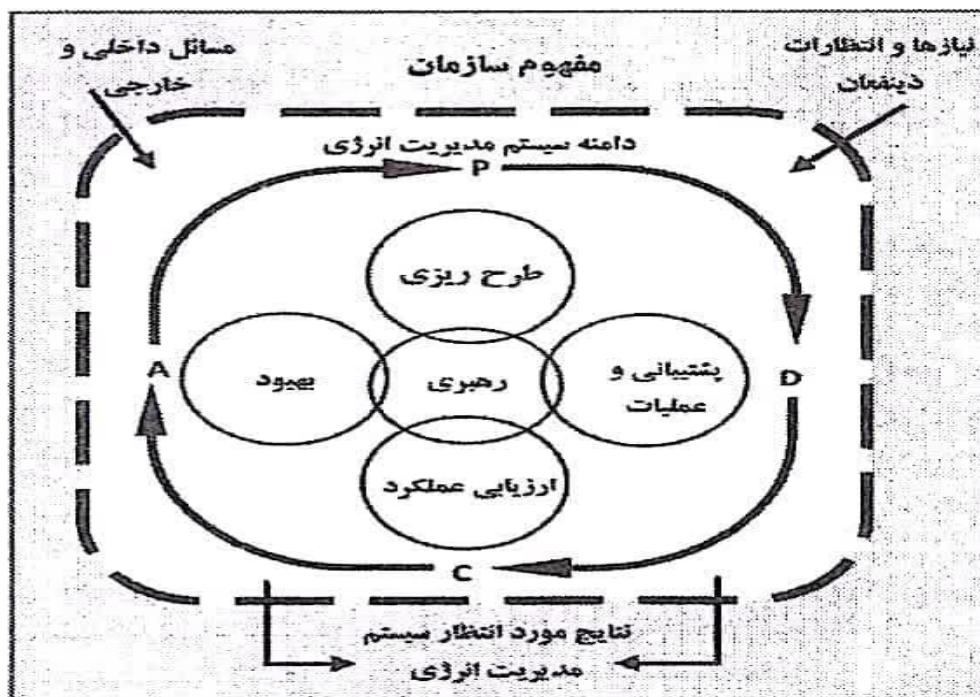 نیازها و انتظارات
ذینفعان
مفهوم سازمان
مسائل داخلی و
خارجی
دامنه سیستم مدیریت انرژی
P
طرح ریزی
D
پشتیبانی و
عملیات
رهبری
بهبود
A
ارزیابی عملکرد
C
نتایج مورد انتظار سیستم
مدیریت انرژی